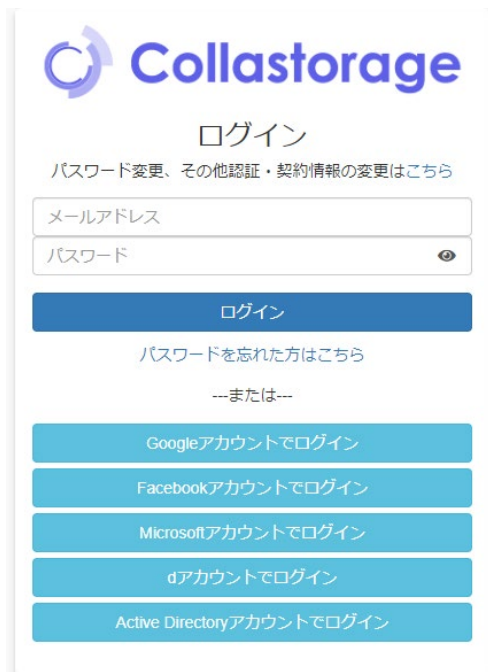 Collastorage
ログイン
パスワード変更、その他認証・契約情報の変更はこちら
メールアドレス
パスワード
ログイン
パスワードを忘れた方はこちら
---または---
Googleアカウントでログイン
Facebookアカウントでログイン
Microsoftアカウントでログイン
dアカウントでログイン
Active Directoryアカウントでログイン